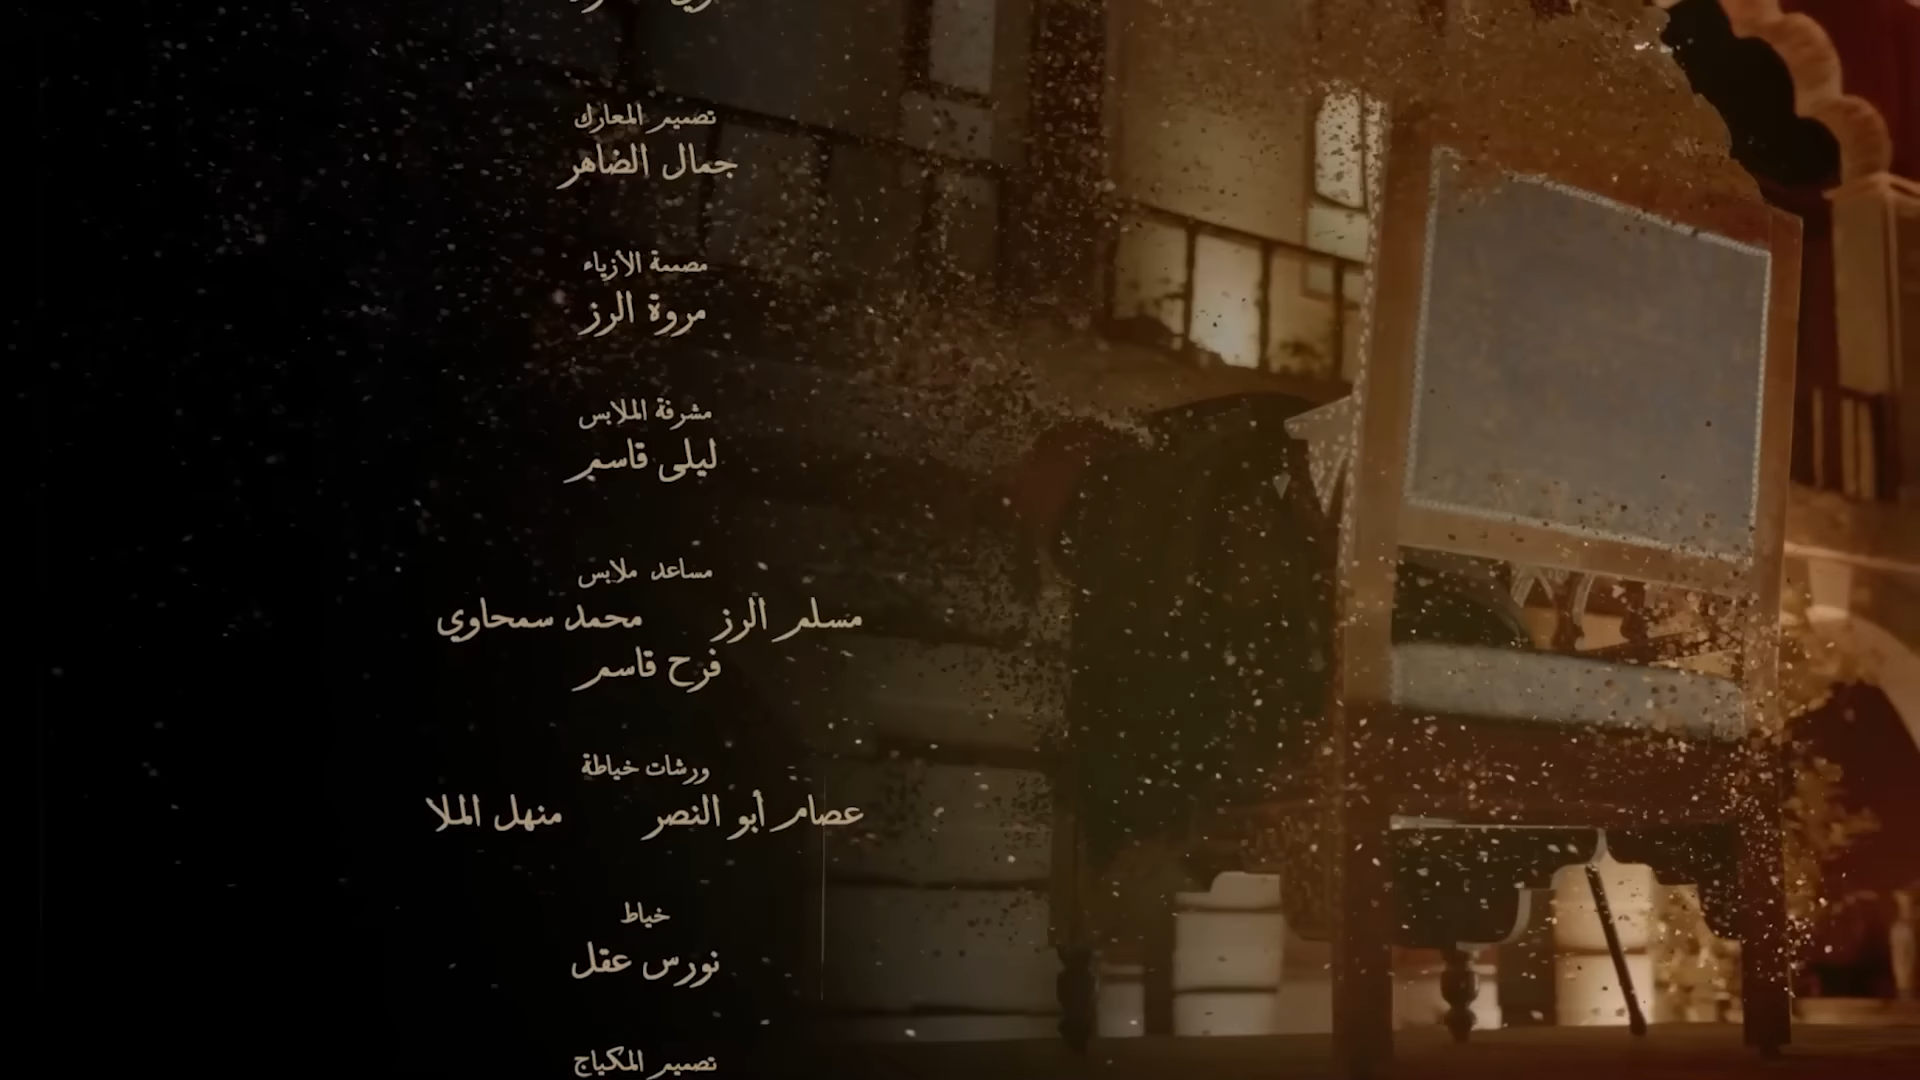 تصميم المعارك
جمال الضاهر
مصممة الأزياء
مروة الرز
مشرفة الملابس
ليلى قاسم
مساعد ملابس
مسلم الرز محمد سمحاوي
فرح قاسم
ورشات خياطة
عصام أبو النصر منهل الملا
خياط
نورس عقل
تصميم المكياج